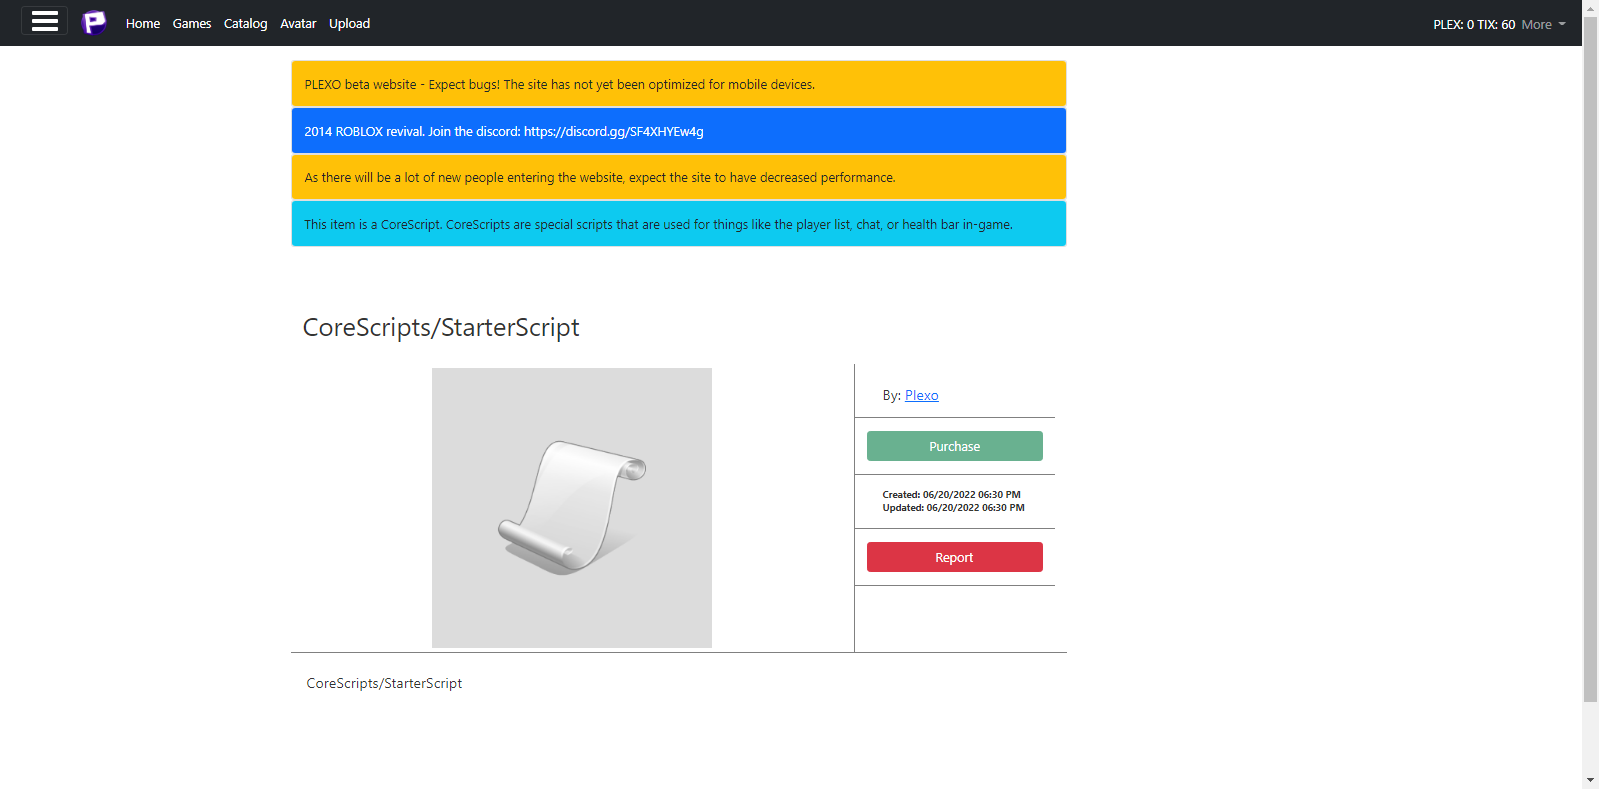 P
Home Games Catalog Avatar Upload
PLEX: 0 TIX: 60 More
PLEXO beta website - Expect bugs! The site has not yet been optimized for mobile devices.
2014 ROBLOX revival. Join the discord: https://discord.gg/SF4XHYEw4g
As there will be a lot of new people entering the website, expect the site to have decreased performance.
This item is a CoreScript. CoreScripts are special scripts that are used for things like the player list, chat, or health bar in-game.
CoreScripts/StarterScript
By: Plexo
Purchase
Created: 06/20/2022 06:30 PM
Updated: 06/20/2022 06:30 PM
Report
CoreScripts/StarterScript